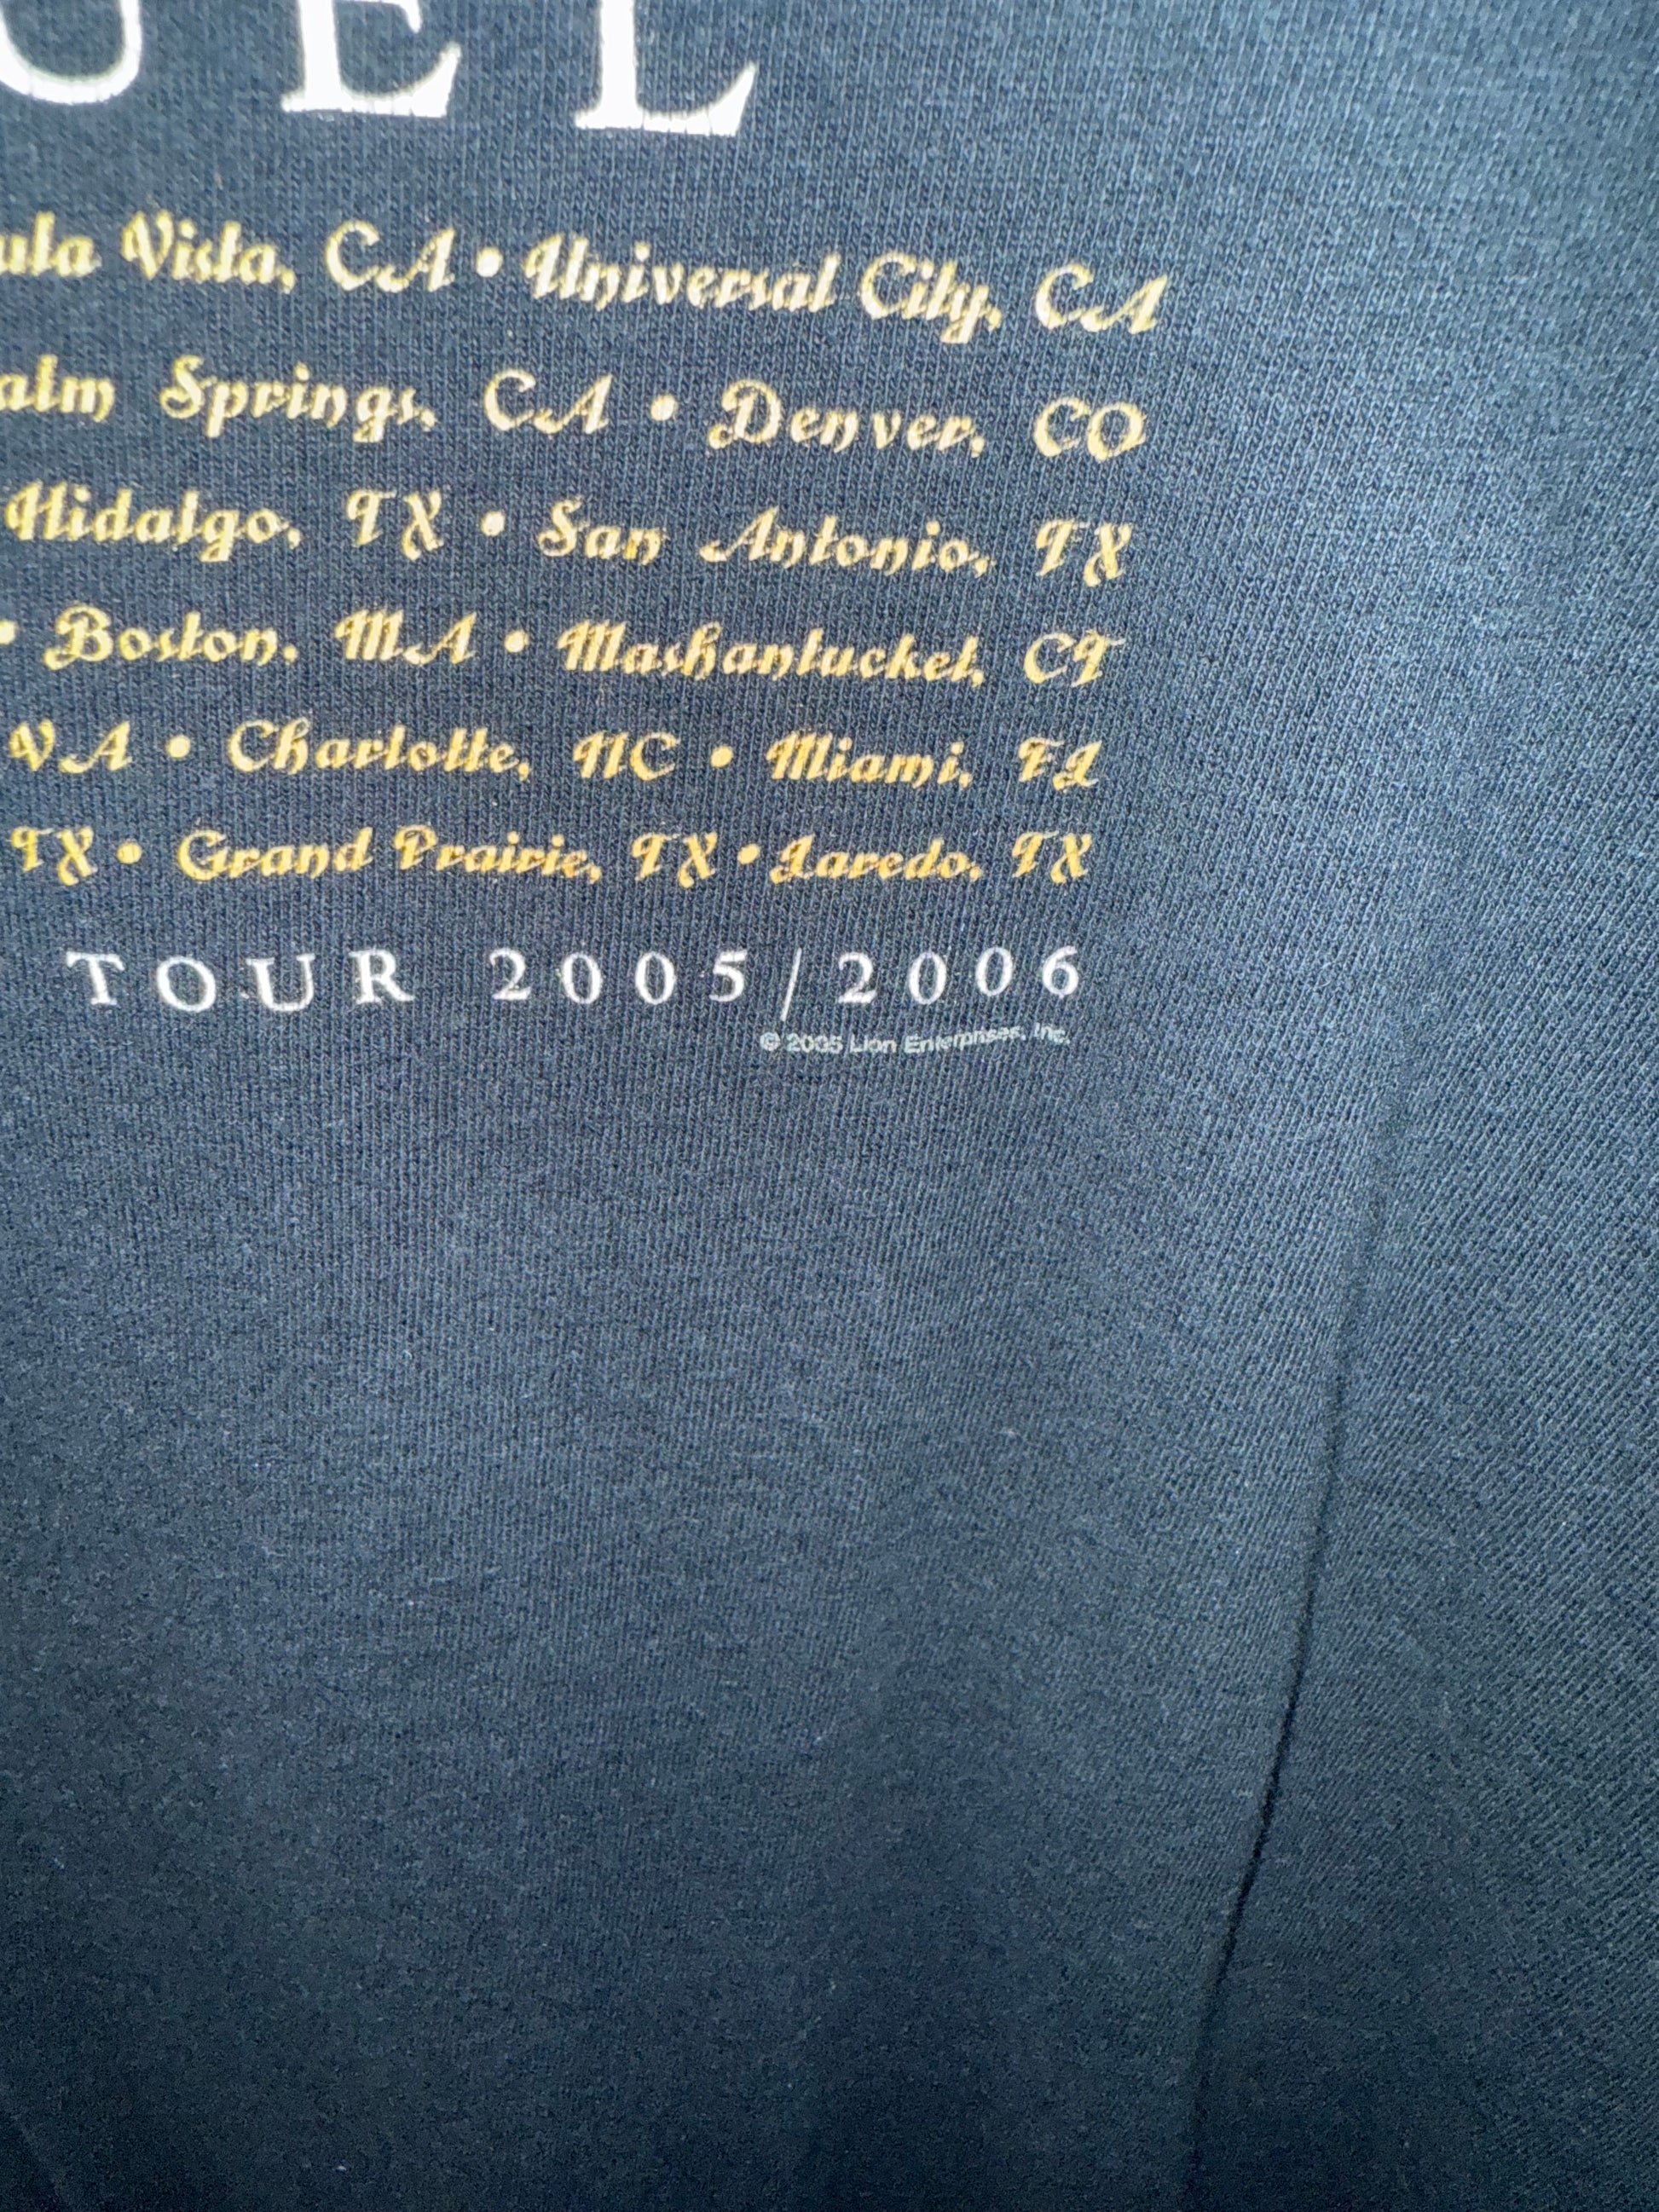 UEL
ula Vista, CA • Universal City, CA
alm Springs, CA • Denver, CO
Hidalgo, TX • San Antonio, TX
• Boston, MA • Mashantucket, CT
VA • Charlotte, NC • Miami, FL
TX • Grand Prairie, TX • Laredo, TX
TOUR 2005/2006
© 2005 Lion Enterprises, Inc.